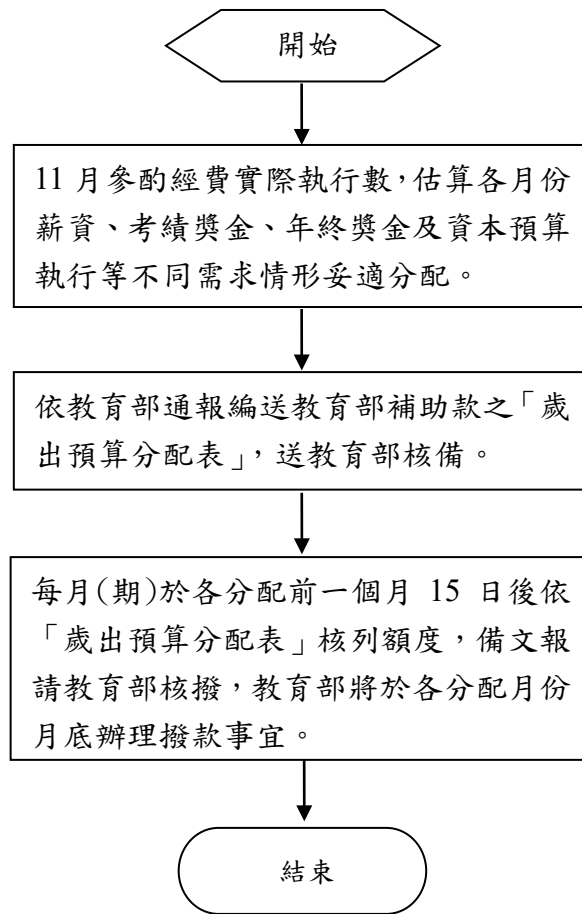 開始
11 月參酌經費實際執行數，估算各月份
薪資、考績獎金、年終獎金及資本預算
執行等不同需求情形妥適分配。
依教育部通報編送教育部補助款之「歲
出預算分配表」，送教育部核備。
每月(期)於各分配前一個月 15 日後依
「歲出預算分配表」核列額度，備文報
請教育部核撥，教育部將於各分配月份
月底辦理撥款事宜。
結束